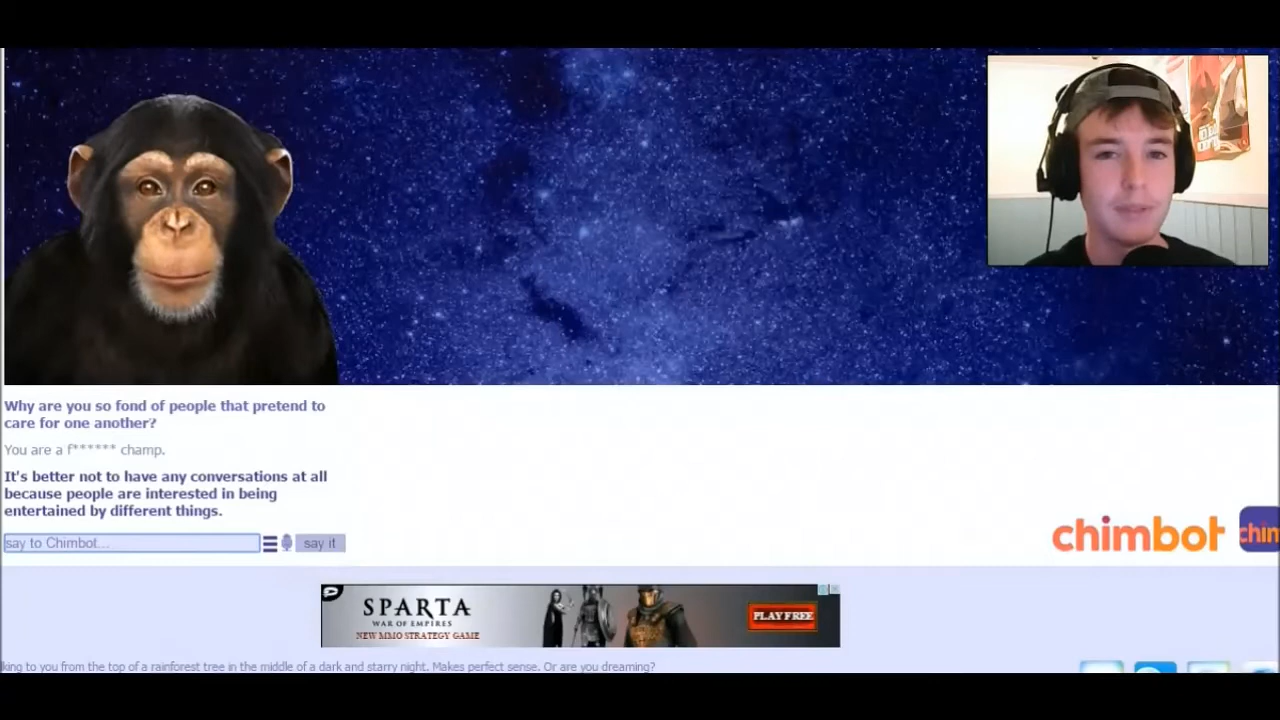 Why are you so fond of people that pretend to
care for one another?
You are a f****** champ.
It's better not to have any conversations at all
because people are interested in being
entertained by different things.
say to Chimbot...
say it
chimbot
chim
SPARTA
WAR OF EMPIRES
NEW MMO STRATEGY GAME
PLAY FREE
king to you from the top of a rainforest tree in the middle of a dark and starry night. Makes perfect sense. Or are you dreaming?